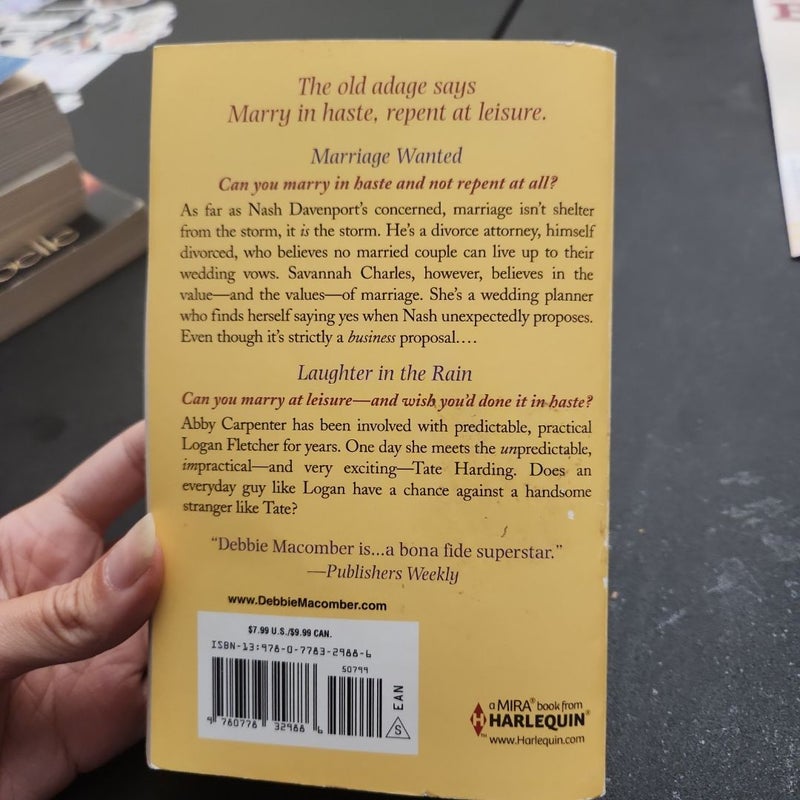 The old adage says
Marry in haste, repent at leisure.
Marriage Wanted
Can you marry in haste and not repent at all?
As far as Nash Davenport's concerned, marriage isn't shelter
from the storm, it is the storm. He's a divorce attorney, himself
divorced, who believes no married couple can live up to their
wedding vows. Savannah Charles, however, believes in the
value—and the values—of marriage. She's a wedding planner
who finds herself saying yes when Nash unexpectedly proposes.
Even though it's strictly a business proposal....
Laughter in the Rain
Can you marry at leisure—and wish you'd done it in haste?
Abby Carpenter has been involved with predictable, practical
Logan Fletcher for years. One day she meets the unpredictable,
impractical—and very exciting—Tate Harding. Does an
everyday guy like Logan have a chance against a handsome
stranger like Tate?
"Debbie Macomber is...a bona fide superstar."
—Publishers Weekly
www.DebbieMacomber.com
$7.99 U.S./$9.99 CAN.
ISBN-13:978-0-7783-2988-6
50799
9 780778 329886
EAN
S
a MIRA® book from
HARLEQUIN®
™
www.Harlequin.com
elle